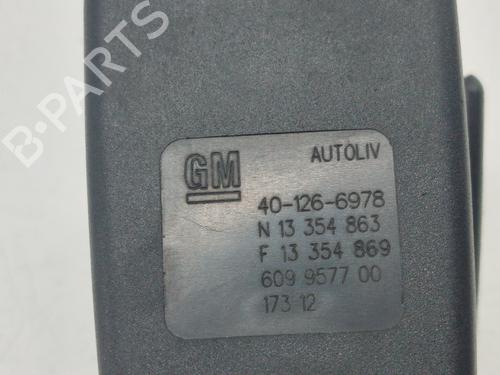 B-PARTS
GM
AUTOLIV
40-126-6978
N 13 354 863
F 13 354 869
609 9577 00
173 12